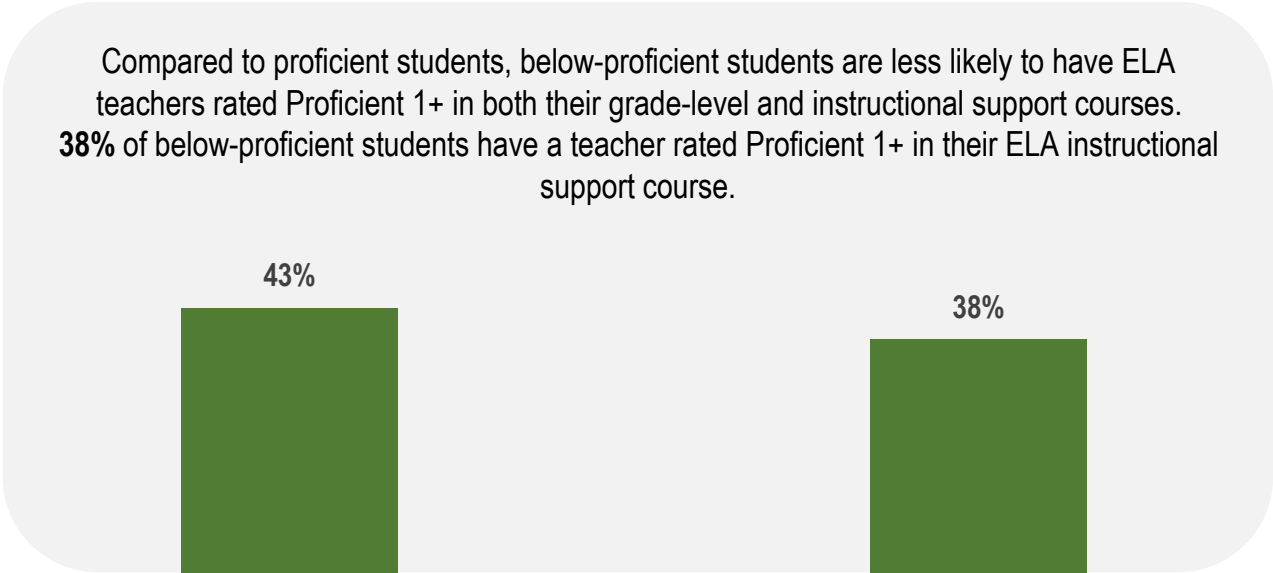 Compared to proficient students, below-proficient students are less likely to have ELA
teachers rated Proficient 1+ in both their grade-level and instructional support courses.
38% of below-proficient students have a teacher rated Proficient 1+ in their ELA instructional
support course.
43%
38%